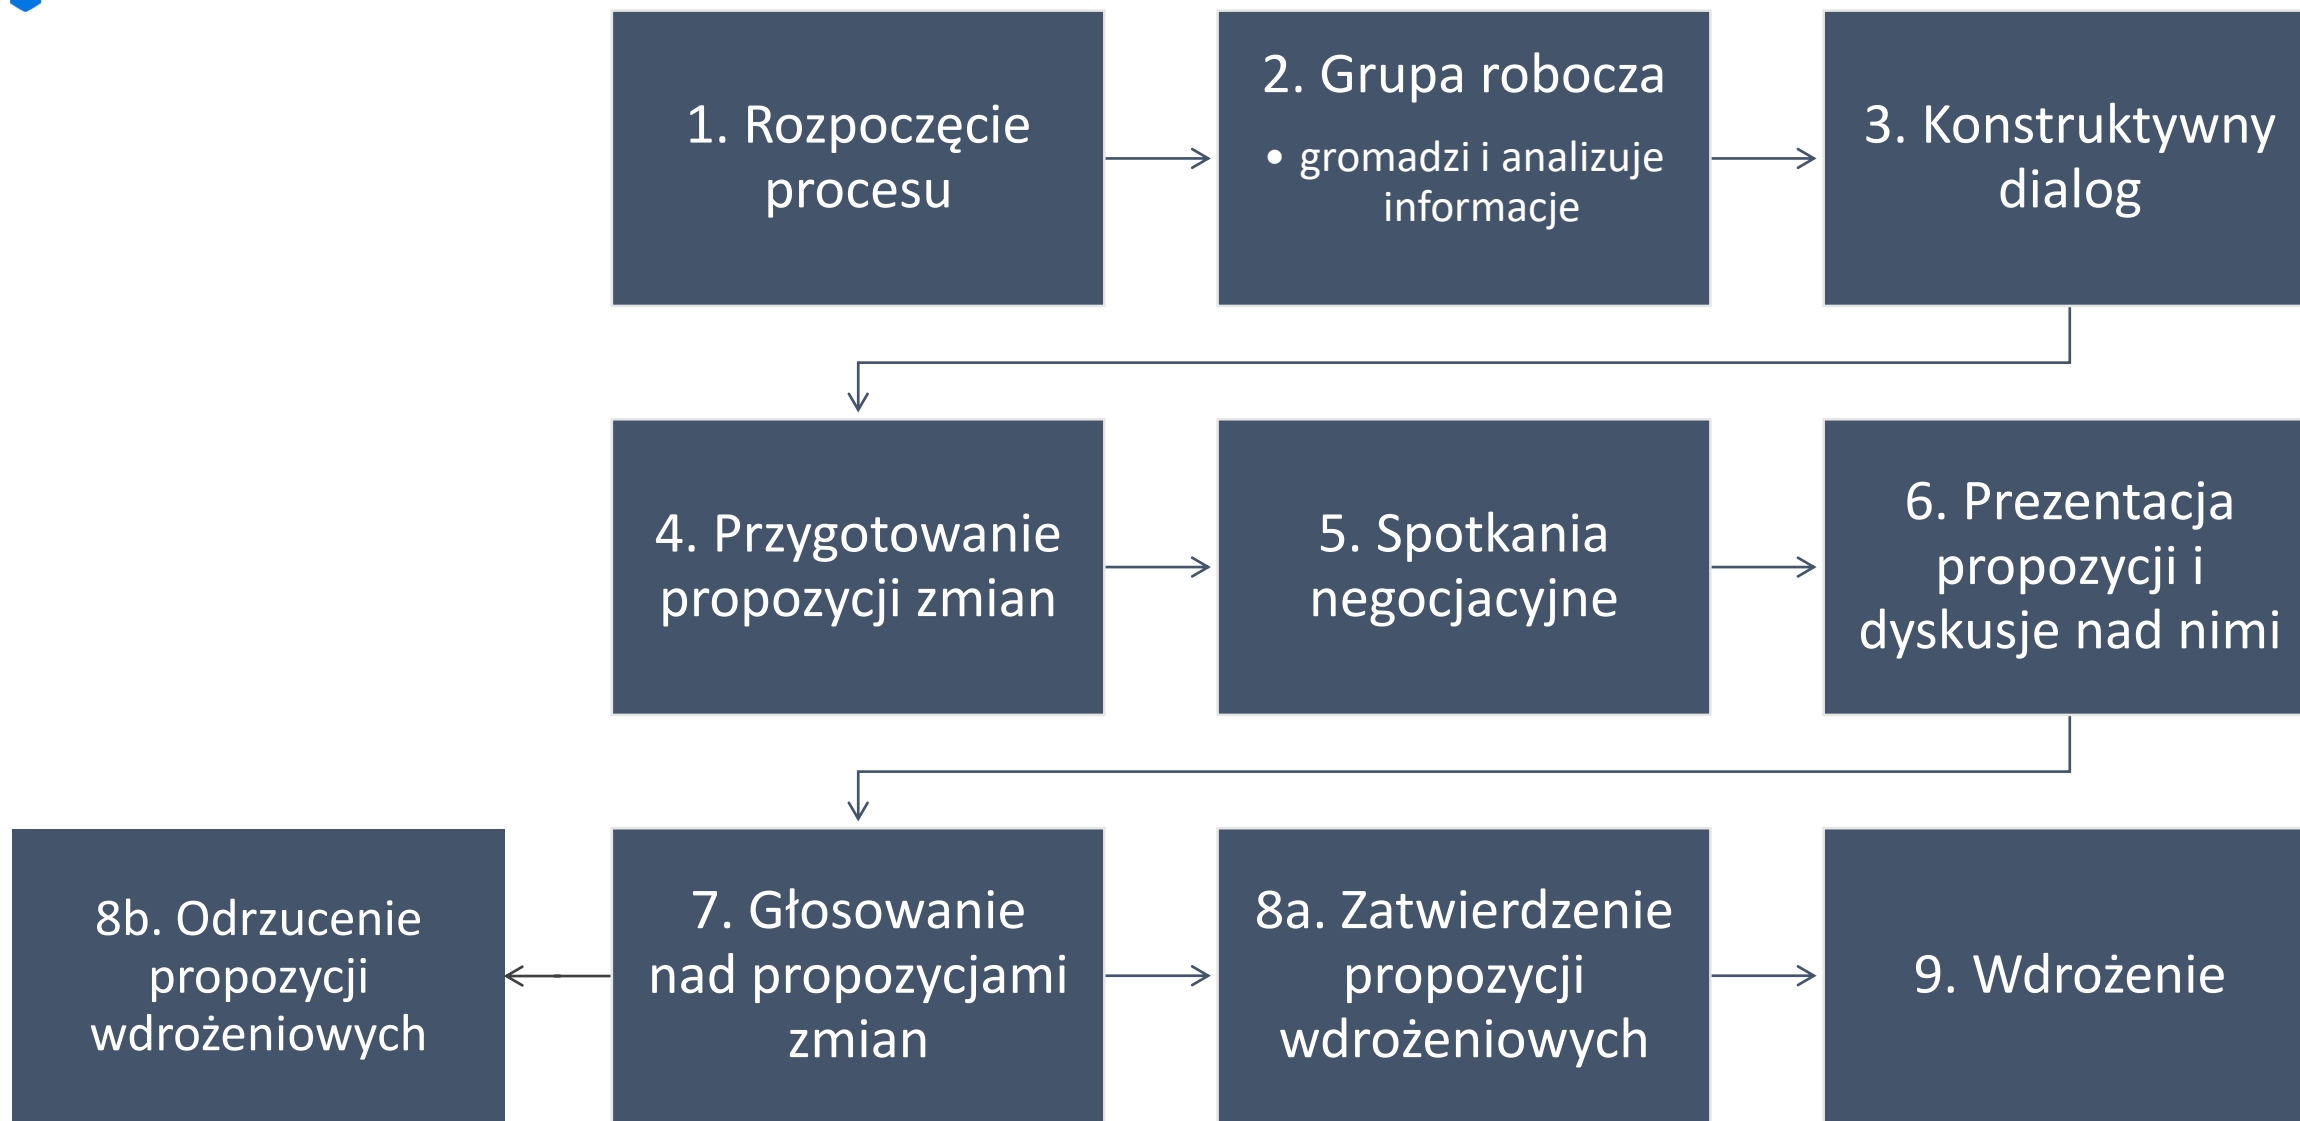 1. Rozpoczęcie
procesu
2. Grupa robocza
• gromadzi i analizuje
informacje
3. Konstruktywny
dialog
4. Przygotowanie
propozycji zmian
5. Spotkania
negocjacyjne
6. Prezentacja
propozycji i
dyskusje nad nimi
8b. Odrzucenie
propozycji
wdrożeniowych
7. Głosowanie
nad propozycjami
zmian
8a. Zatwierdzenie
propozycji
wdrożeniowych
9. Wdrożenie